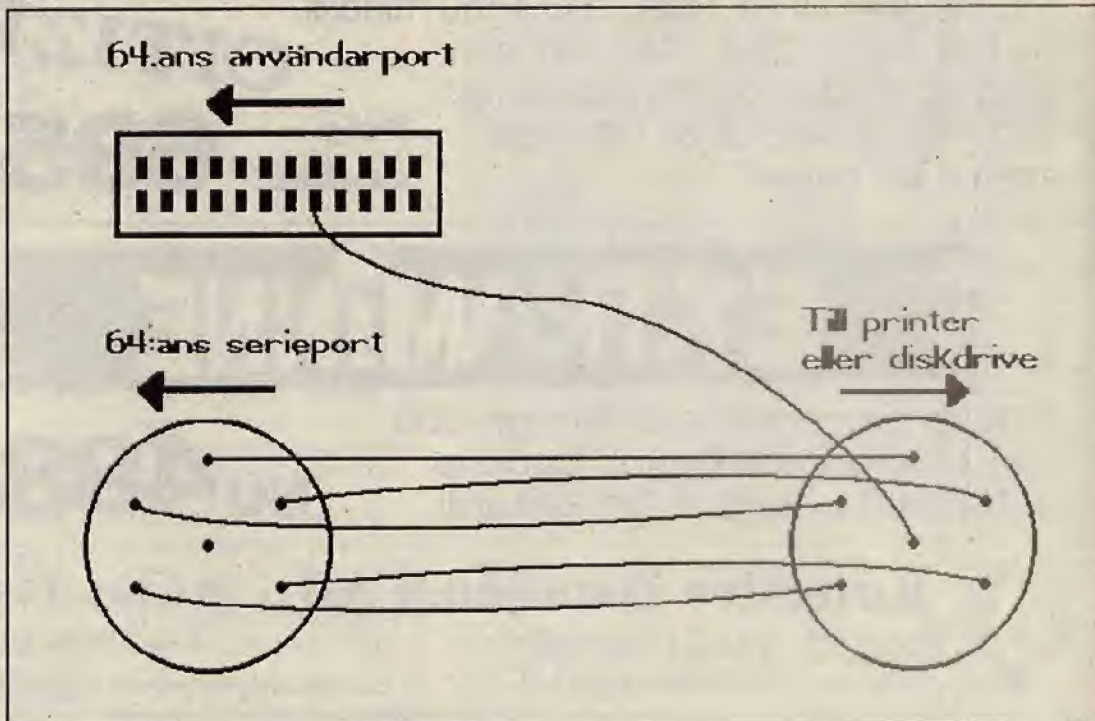 64.ans användarport
64:ans serieport
Till printer
eller diskdrive